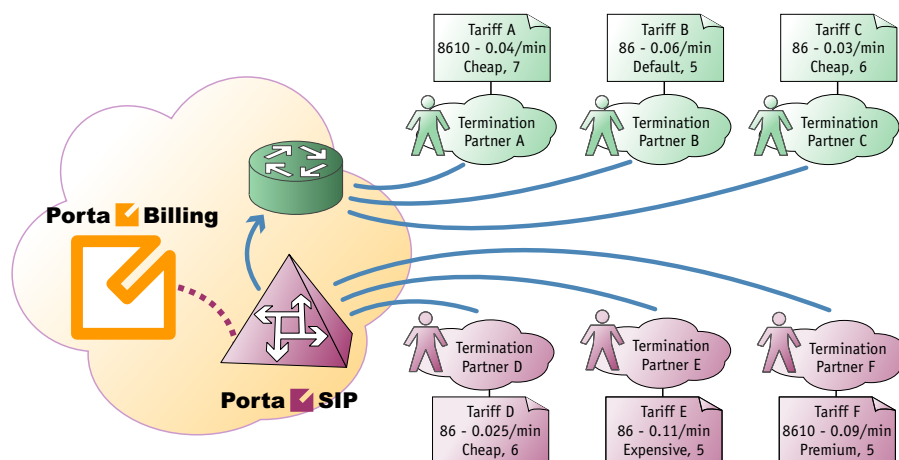 Tariff A
8610 - 0.04/min
Cheap, 7
Tariff B
86 - 0.06/min
Default, 5
Tariff C
86 - 0.03/min
Cheap, 6
Termination
Partner A
Termination
Partner B
Termination
Partner C
Porta Billing
Porta SIP
Termination
Partner D
Termination
Partner E
Termination
Partner F
Tariff D
86 - 0.025/min
Cheap, 6
Tariff E
86 - 0.11/min
Expensive, 5
Tariff F
8610 - 0.09/min
Premium, 5